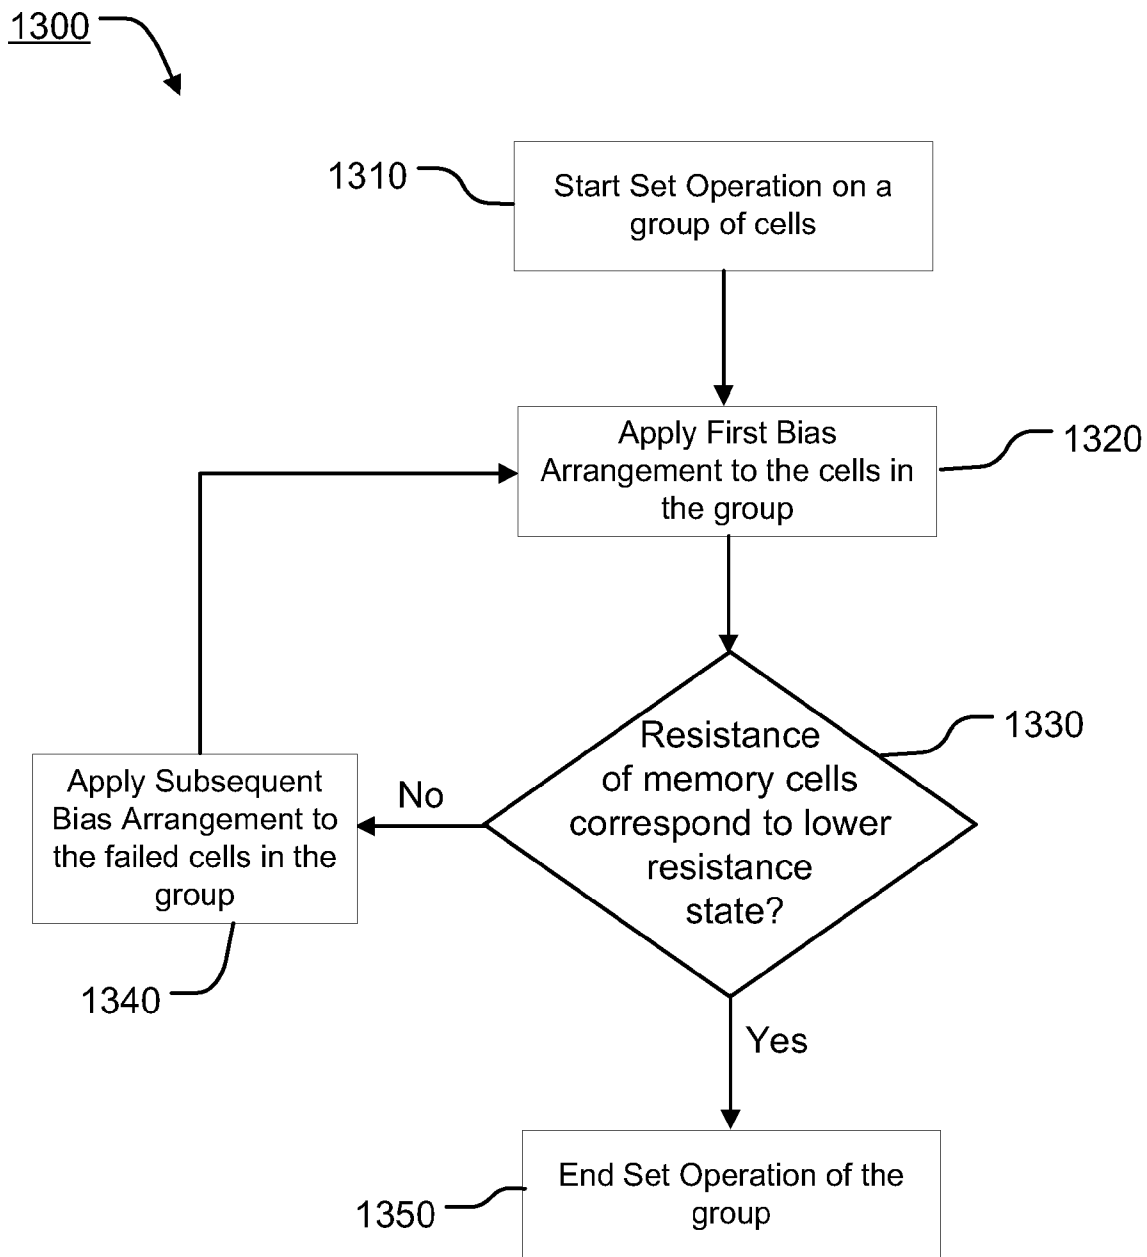 1300
1310
Start Set Operation on a
group of cells
Apply First Bias
Arrangement to the cells in
the group
1320
Resistance
of memory cells
correspond to lower
resistance
state?
1330
No
Apply Subsequent
Bias Arrangement to
the failed cells in the
group
1340
Yes
End Set Operation of the
group
1350